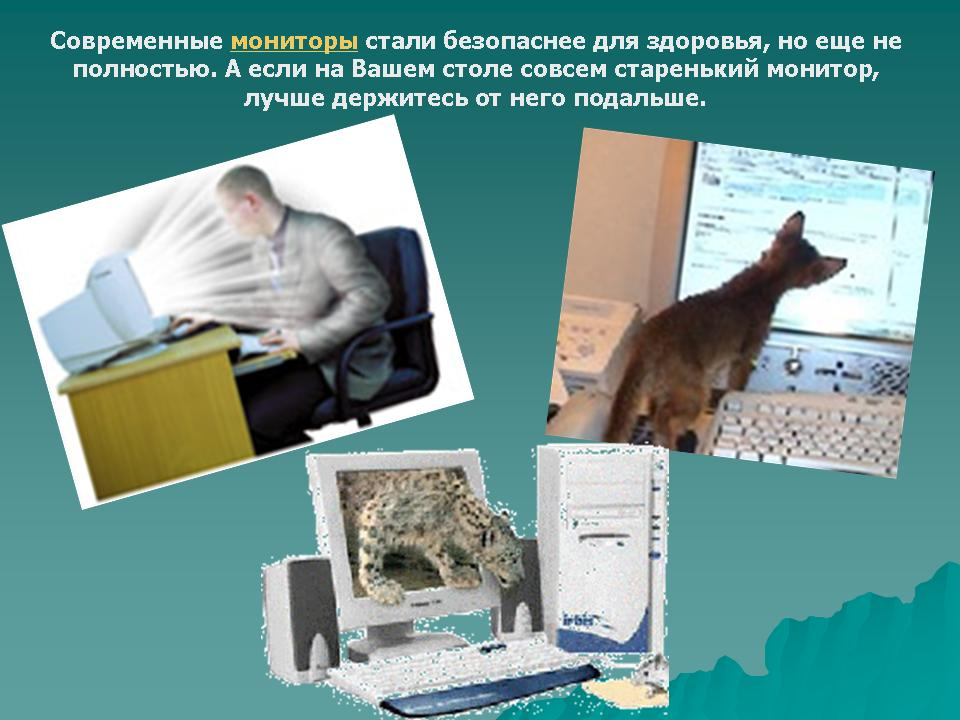 Современные мониторы стали безопаснее для здоровья, но еще не
полностью. А если на Вашем столе совсем старенький монитор,
лучше держитесь от него подальше.
irbis